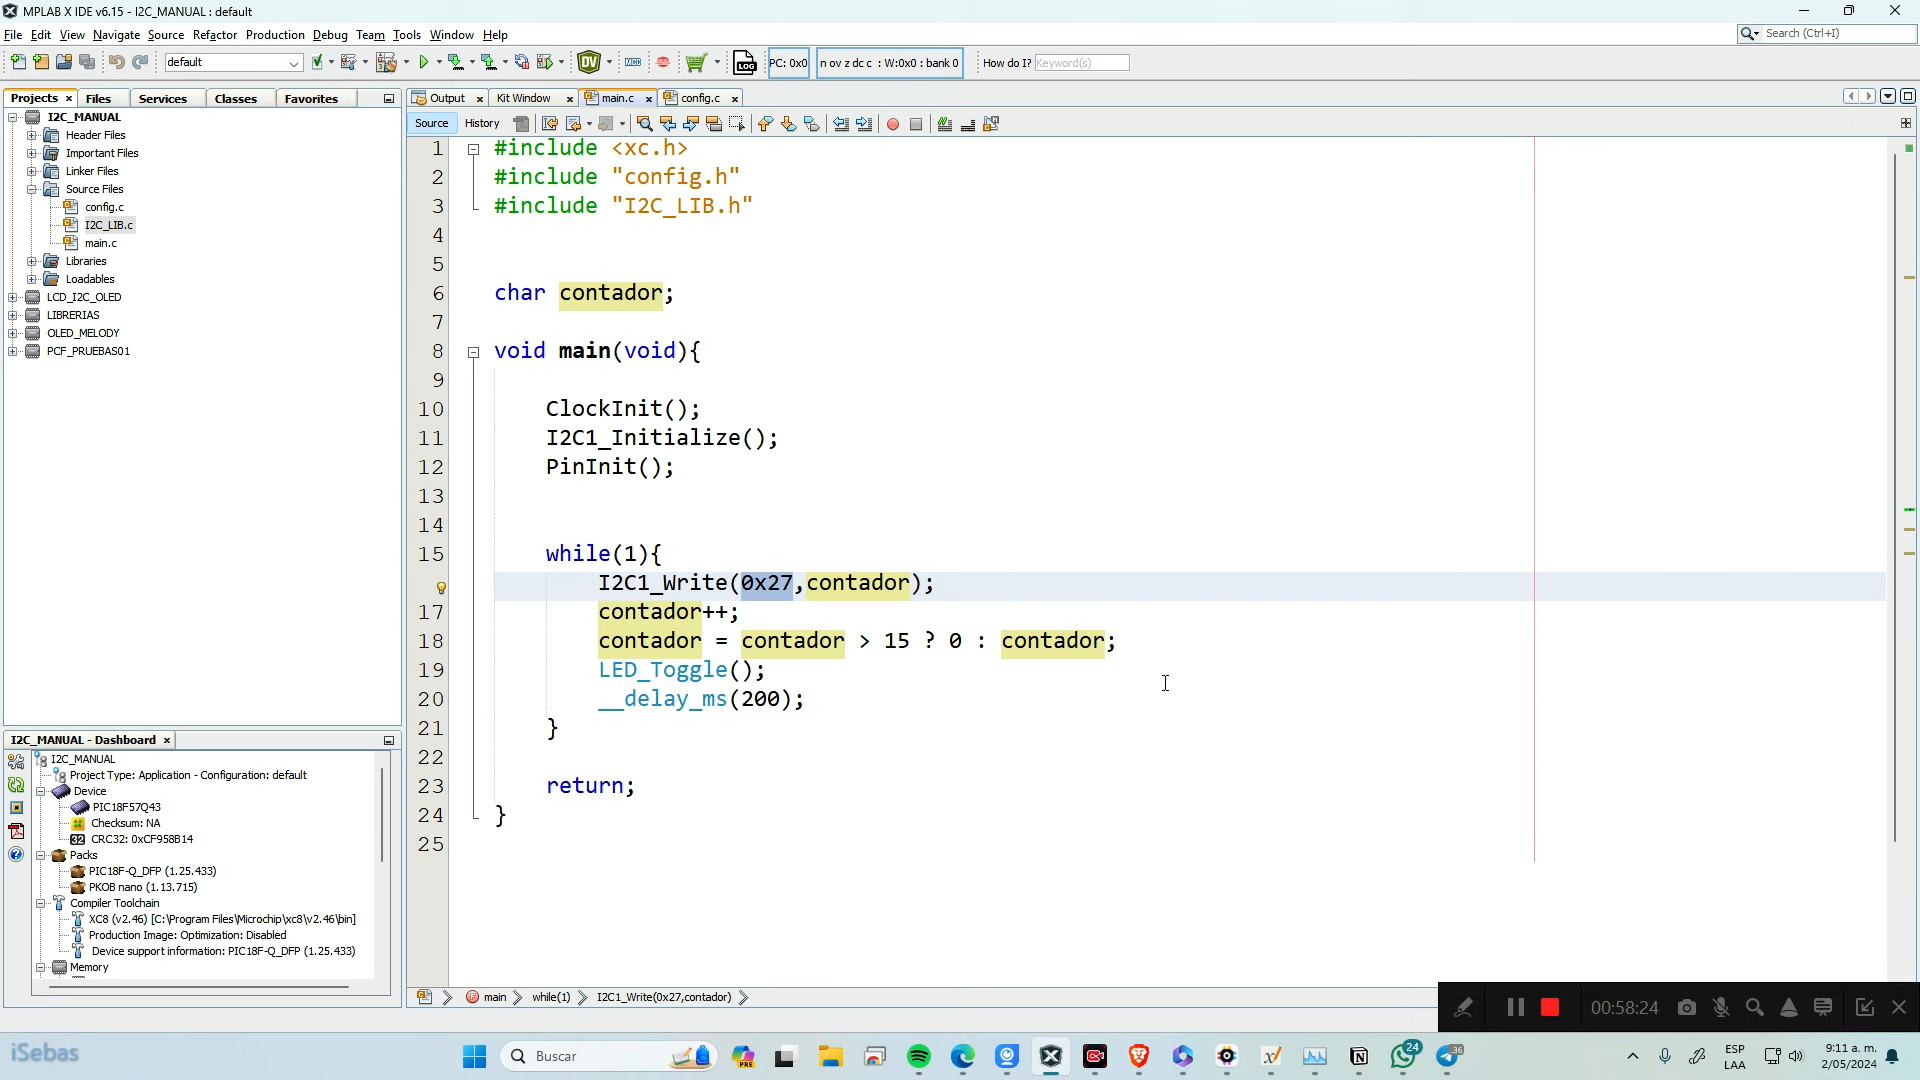 MPLAB X IDE v6.15 - I2C_MANUAL : default
File Edit View Navigate Source Refactor Production Debug Team Tools Window Help
Search (Ctrl+I)
default
PC: 0x0
n ov z dc c : W:0x0 : bank 0
How do I? Keyword(s)
Projects Files Services Classes Favorites
Output Kit Window main.c config.c
Source History
I2C_MANUAL
Header Files
Important Files
Linker Files
Source Files
config.c
I2C_LIB.c
main.c
Libraries
Loadables
LCD_I2C_OLED
LIBRERIAS
OLED_MELODY
PCF_PRUEBAS01
1 #include <xc.h>
2 #include "config.h"
3 #include "I2C_LIB.h"
4
5
6 char contador;
7
8 void main(void){
9
10 ClockInit();
11 I2C1_Initialize();
12 PinInit();
13
14
15 while(1){
I2C1_Write(0x27,contador);
17 contador++;
18 contador = contador > 15 ? 0 : contador;
19 LED_Toggle();
20 __delay_ms(200);
21 }
22
23 return;
24 }
25
I2C_MANUAL - Dashboard
I2C_MANUAL
Project Type: Application - Configuration: default
Device
PIC18F57Q43
Checksum: NA
CRC32: 0xCF958B14
Packs
PIC18F-Q_DFP (1.25.433)
PKOB nano (1.13.715)
Compiler Toolchain
XC8 (v2.46) [C:\Program Files\Microchip\xc8\v2.46\bin]
Production Image: Optimization: Disabled
Device support information: PIC18F-Q_DFP (1.25.433)
Memory
main while(1) I2C1_Write(0x27,contador)
00:58:24
iSebas
Buscar
24
36
ESP
LAA
9:11 a. m.
2/05/2024